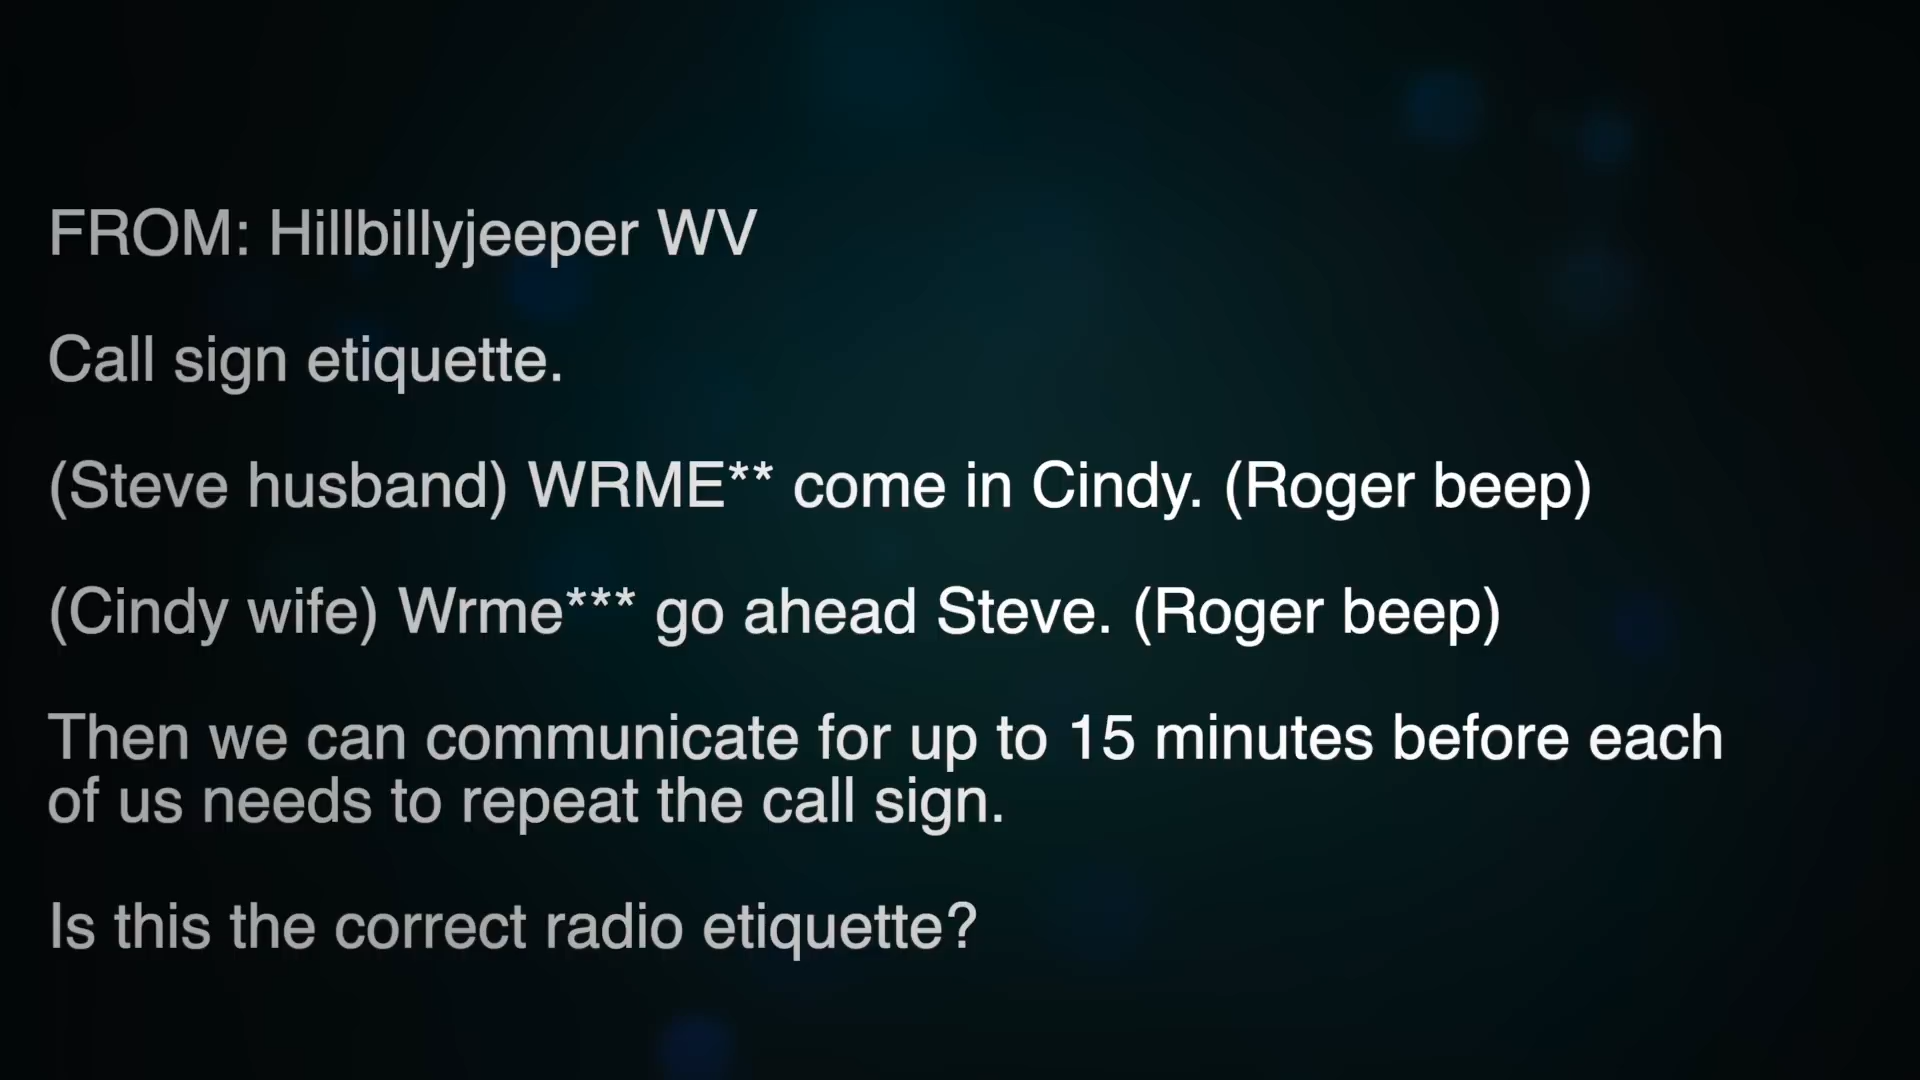 FROM: Hillbillyjeeper WV
Call sign etiquette.
(Steve husband) WRME** come in Cindy. (Roger beep)
(Cindy wife) Wrme*** go ahead Steve. (Roger beep)
Then we can communicate for up to 15 minutes before each
of us needs to repeat the call sign.
Is this the correct radio etiquette?